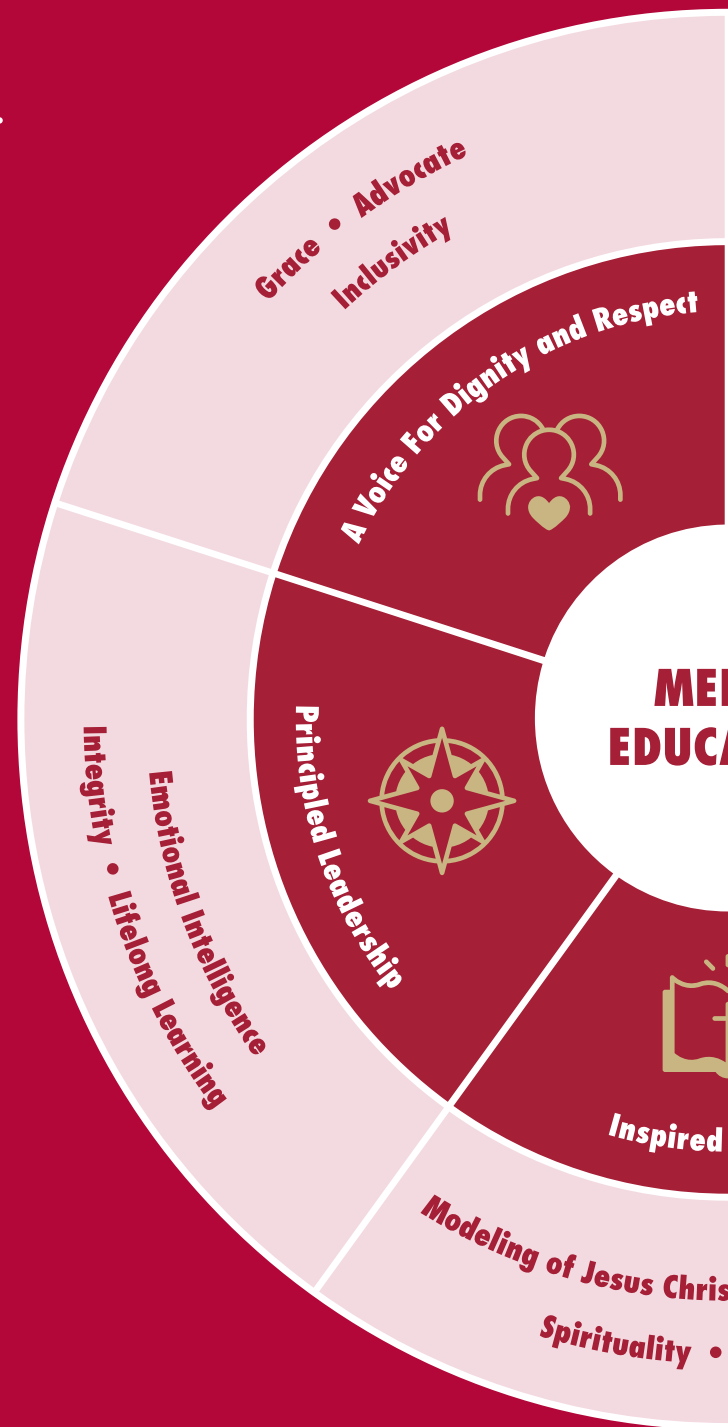 Grace • Advocate
Inclusivity
A Voice For Dignity and Respect
Principled Leadership
Emotional Intelligence
Integrity • Lifelong Learning
Inspired
Modeling of Jesus
Spirituality •